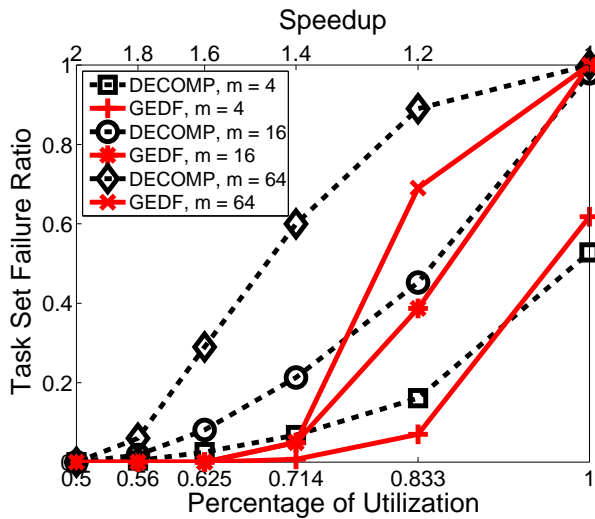 Speedup
2 1.8 1.6 1.4 1.2 1
1
0.8
0.6
0.4
0.2
DECOMP, m = 4
GEDF, m = 4
DECOMP, m = 16
GEDF, m = 16
DECOMP, m = 64
GEDF, m = 64
Task Set Failure Ratio
0.5 0.56 0.625 0.714 0.833 1
Percentage of Utilization